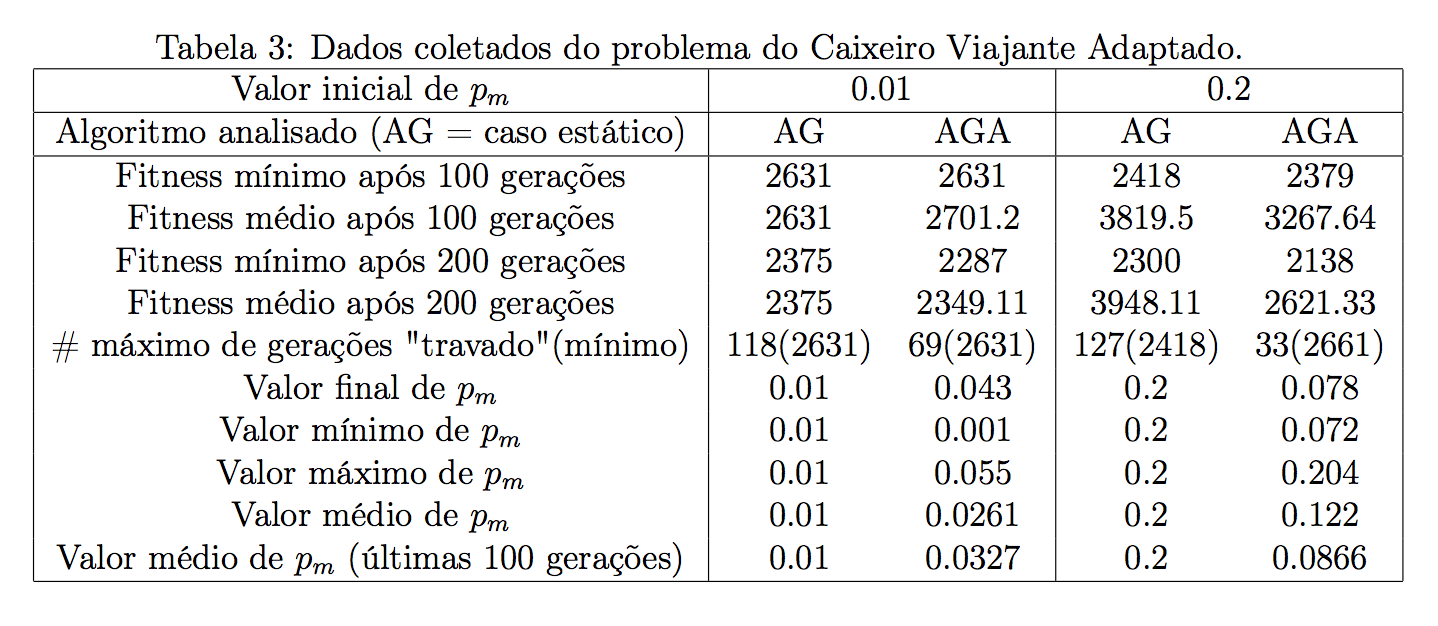 Tabela 3: Dados coletados do problema do Caixeiro Viajante Adaptado.
Valor inicial de pm 0.01 0.2
Algoritmo analisado (AG = caso estático) AG AGA AG AGA
Fitness mínimo após 100 gerações 2631 2631 2418 2379
Fitness médio após 100 gerações 2631 2701.2 3819.5 3267.64
Fitness mínimo após 200 gerações 2375 2287 2300 2138
Fitness médio após 200 gerações 2375 2349.11 3948.11 2621.33
# máximo de gerações "travado"(mínimo) 118(2631) 69(2631) 127(2418) 33(2661)
Valor final de pm 0.01 0.043 0.2 0.078
Valor mínimo de pm 0.01 0.001 0.2 0.072
Valor máximo de pm 0.01 0.055 0.2 0.204
Valor médio de pm 0.01 0.0261 0.2 0.122
Valor médio de pm (últimas 100 gerações) 0.01 0.0327 0.2 0.0866